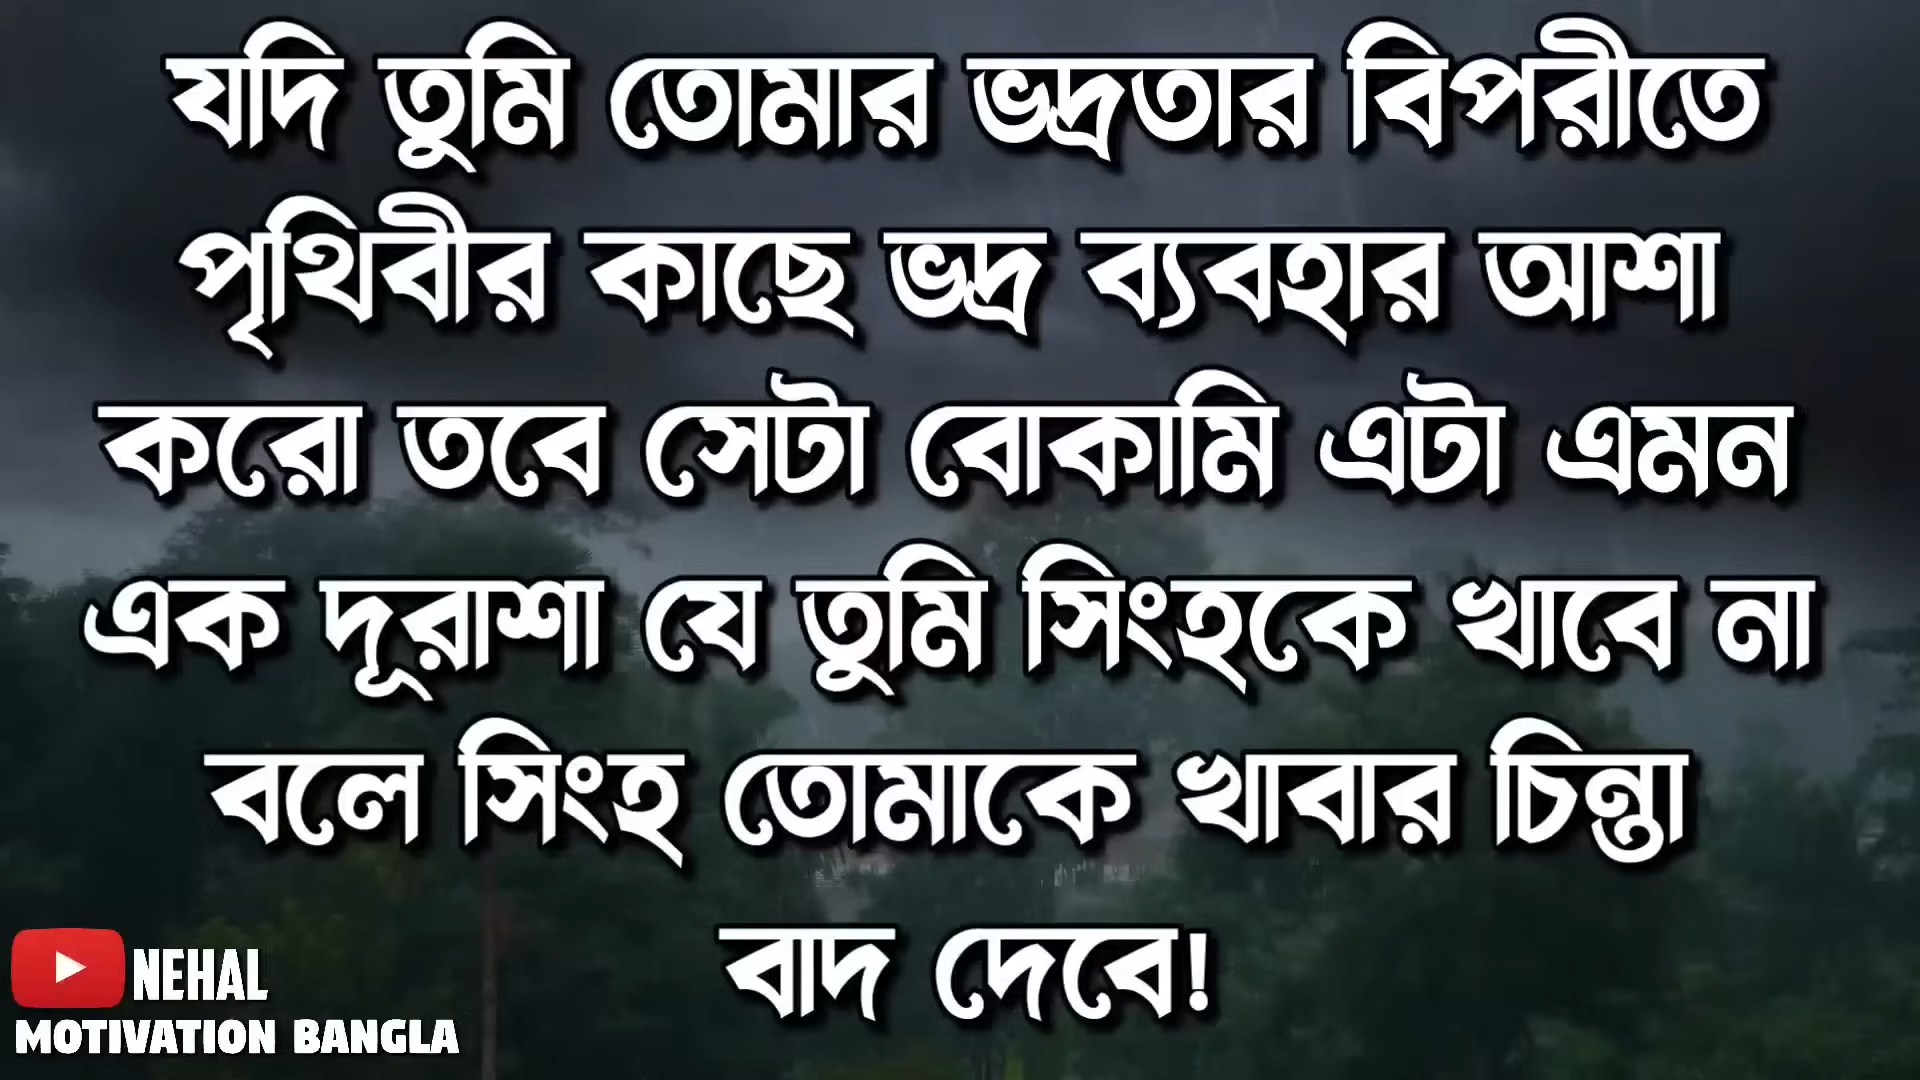 যদি তুমি তোমার ভদ্রতার বিপরীতে
পৃথিবীর কাছে ভদ্র ব্যবহার আশা
করো তবে সেটা বোকামি এটা এমন
এক দূরাশা যে তুমি সিংহকে খাবে না
বলে সিংহ তোমাকে খাবার চিন্তা
বাদ দেবে!
NEHAL
MOTIVATION BANGLA